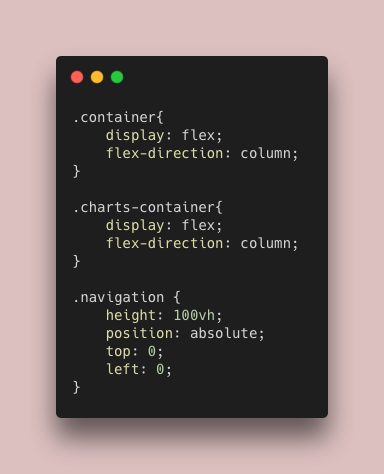 .container{
    display: flex;
    flex-direction: column;
}

.charts-container{
    display: flex;
    flex-direction: column;
}

.navigation {
    height: 100vh;
    position: absolute;
    top: 0;
    left: 0;
}